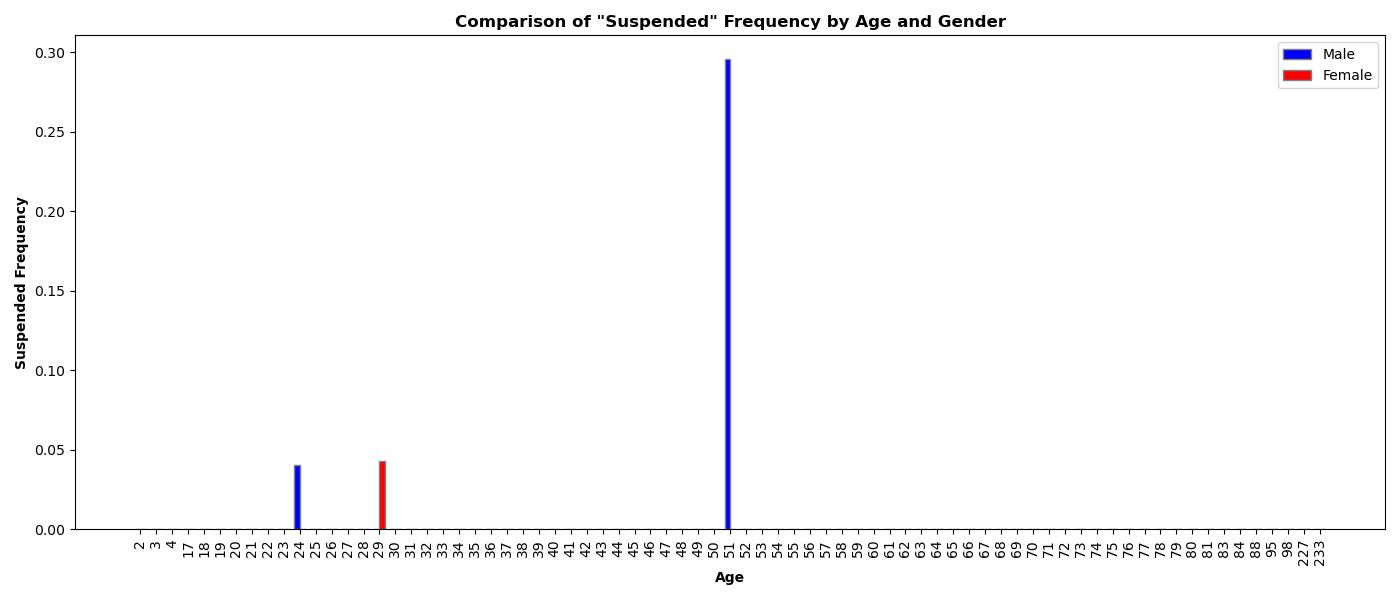 Comparison of "Suspended" Frequency by Age and Gender
Male
Female
Suspended Frequency
0.30
0.25
0.20
0.15
0.10
0.05
0.00
2 3 4 17 18 19 20 21 22 23 24 25 26 27 28 29 30 31 32 33 34 35 36 37 38 39 40 41 42 43 44 45 46 47 48 49 50 51 52 53 54 55 56 57 58 59 60 61 62 63 64 65 66 67 68 69 70 71 72 73 74 75 76 77 78 79 80 81 83 84 88 95 98 227 233
Age